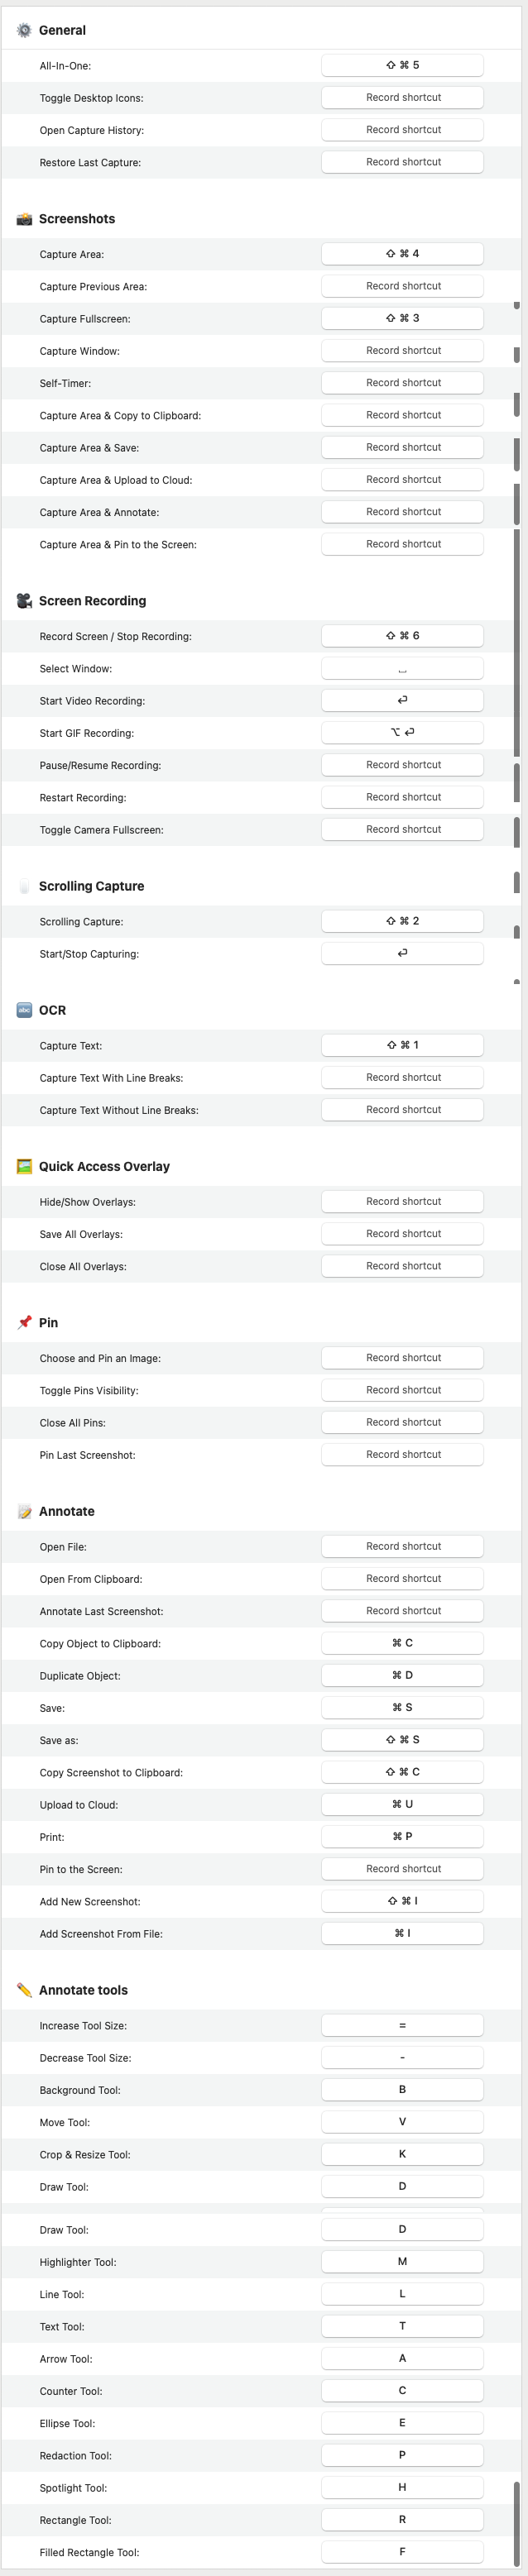 General
All-In-One: ⇧ ⌘ 5
Toggle Desktop Icons: Record shortcut
Open Capture History: Record shortcut
Restore Last Capture: Record shortcut
Screenshots
Capture Area: ⇧ ⌘ 4
Capture Previous Area: Record shortcut
Capture Fullscreen: ⇧ ⌘ 3
Capture Window: Record shortcut
Self-Timer: Record shortcut
Capture Area & Copy to Clipboard: Record shortcut
Capture Area & Save: Record shortcut
Capture Area & Upload to Cloud: Record shortcut
Capture Area & Annotate: Record shortcut
Capture Area & Pin to the Screen: Record shortcut
Screen Recording
Record Screen / Stop Recording: ⇧ ⌘ 6
Select Window: ⎵
Start Video Recording: ↩
Start GIF Recording: ⌥ ↩
Pause/Resume Recording: Record shortcut
Restart Recording: Record shortcut
Toggle Camera Fullscreen: Record shortcut
Scrolling Capture
Scrolling Capture: ⇧ ⌘ 2
Start/Stop Capturing: ↩
abc OCR
Capture Text: ⇧ ⌘ 1
Capture Text With Line Breaks: Record shortcut
Capture Text Without Line Breaks: Record shortcut
Quick Access Overlay
Hide/Show Overlays: Record shortcut
Save All Overlays: Record shortcut
Close All Overlays: Record shortcut
Pin
Choose and Pin an Image: Record shortcut
Toggle Pins Visibility: Record shortcut
Close All Pins: Record shortcut
Pin Last Screenshot: Record shortcut
Annotate
Open File: Record shortcut
Open From Clipboard: Record shortcut
Annotate Last Screenshot: Record shortcut
Copy Object to Clipboard: ⌘ C
Duplicate Object: ⌘ D
Save: ⌘ S
Save as: ⇧ ⌘ S
Copy Screenshot to Clipboard: ⇧ ⌘ C
Upload to Cloud: ⌘ U
Print: ⌘ P
Pin to the Screen: Record shortcut
Add New Screenshot: ⇧ ⌘ I
Add Screenshot From File: ⌘ I
Annotate tools
Increase Tool Size: =
Decrease Tool Size: -
Background Tool: B
Move Tool: V
Crop & Resize Tool: K
Draw Tool: D
Draw Tool: D
Highlighter Tool: M
Line Tool: L
Text Tool: T
Arrow Tool: A
Counter Tool: C
Ellipse Tool: E
Redaction Tool: P
Spotlight Tool: H
Rectangle Tool: R
Filled Rectangle Tool: F